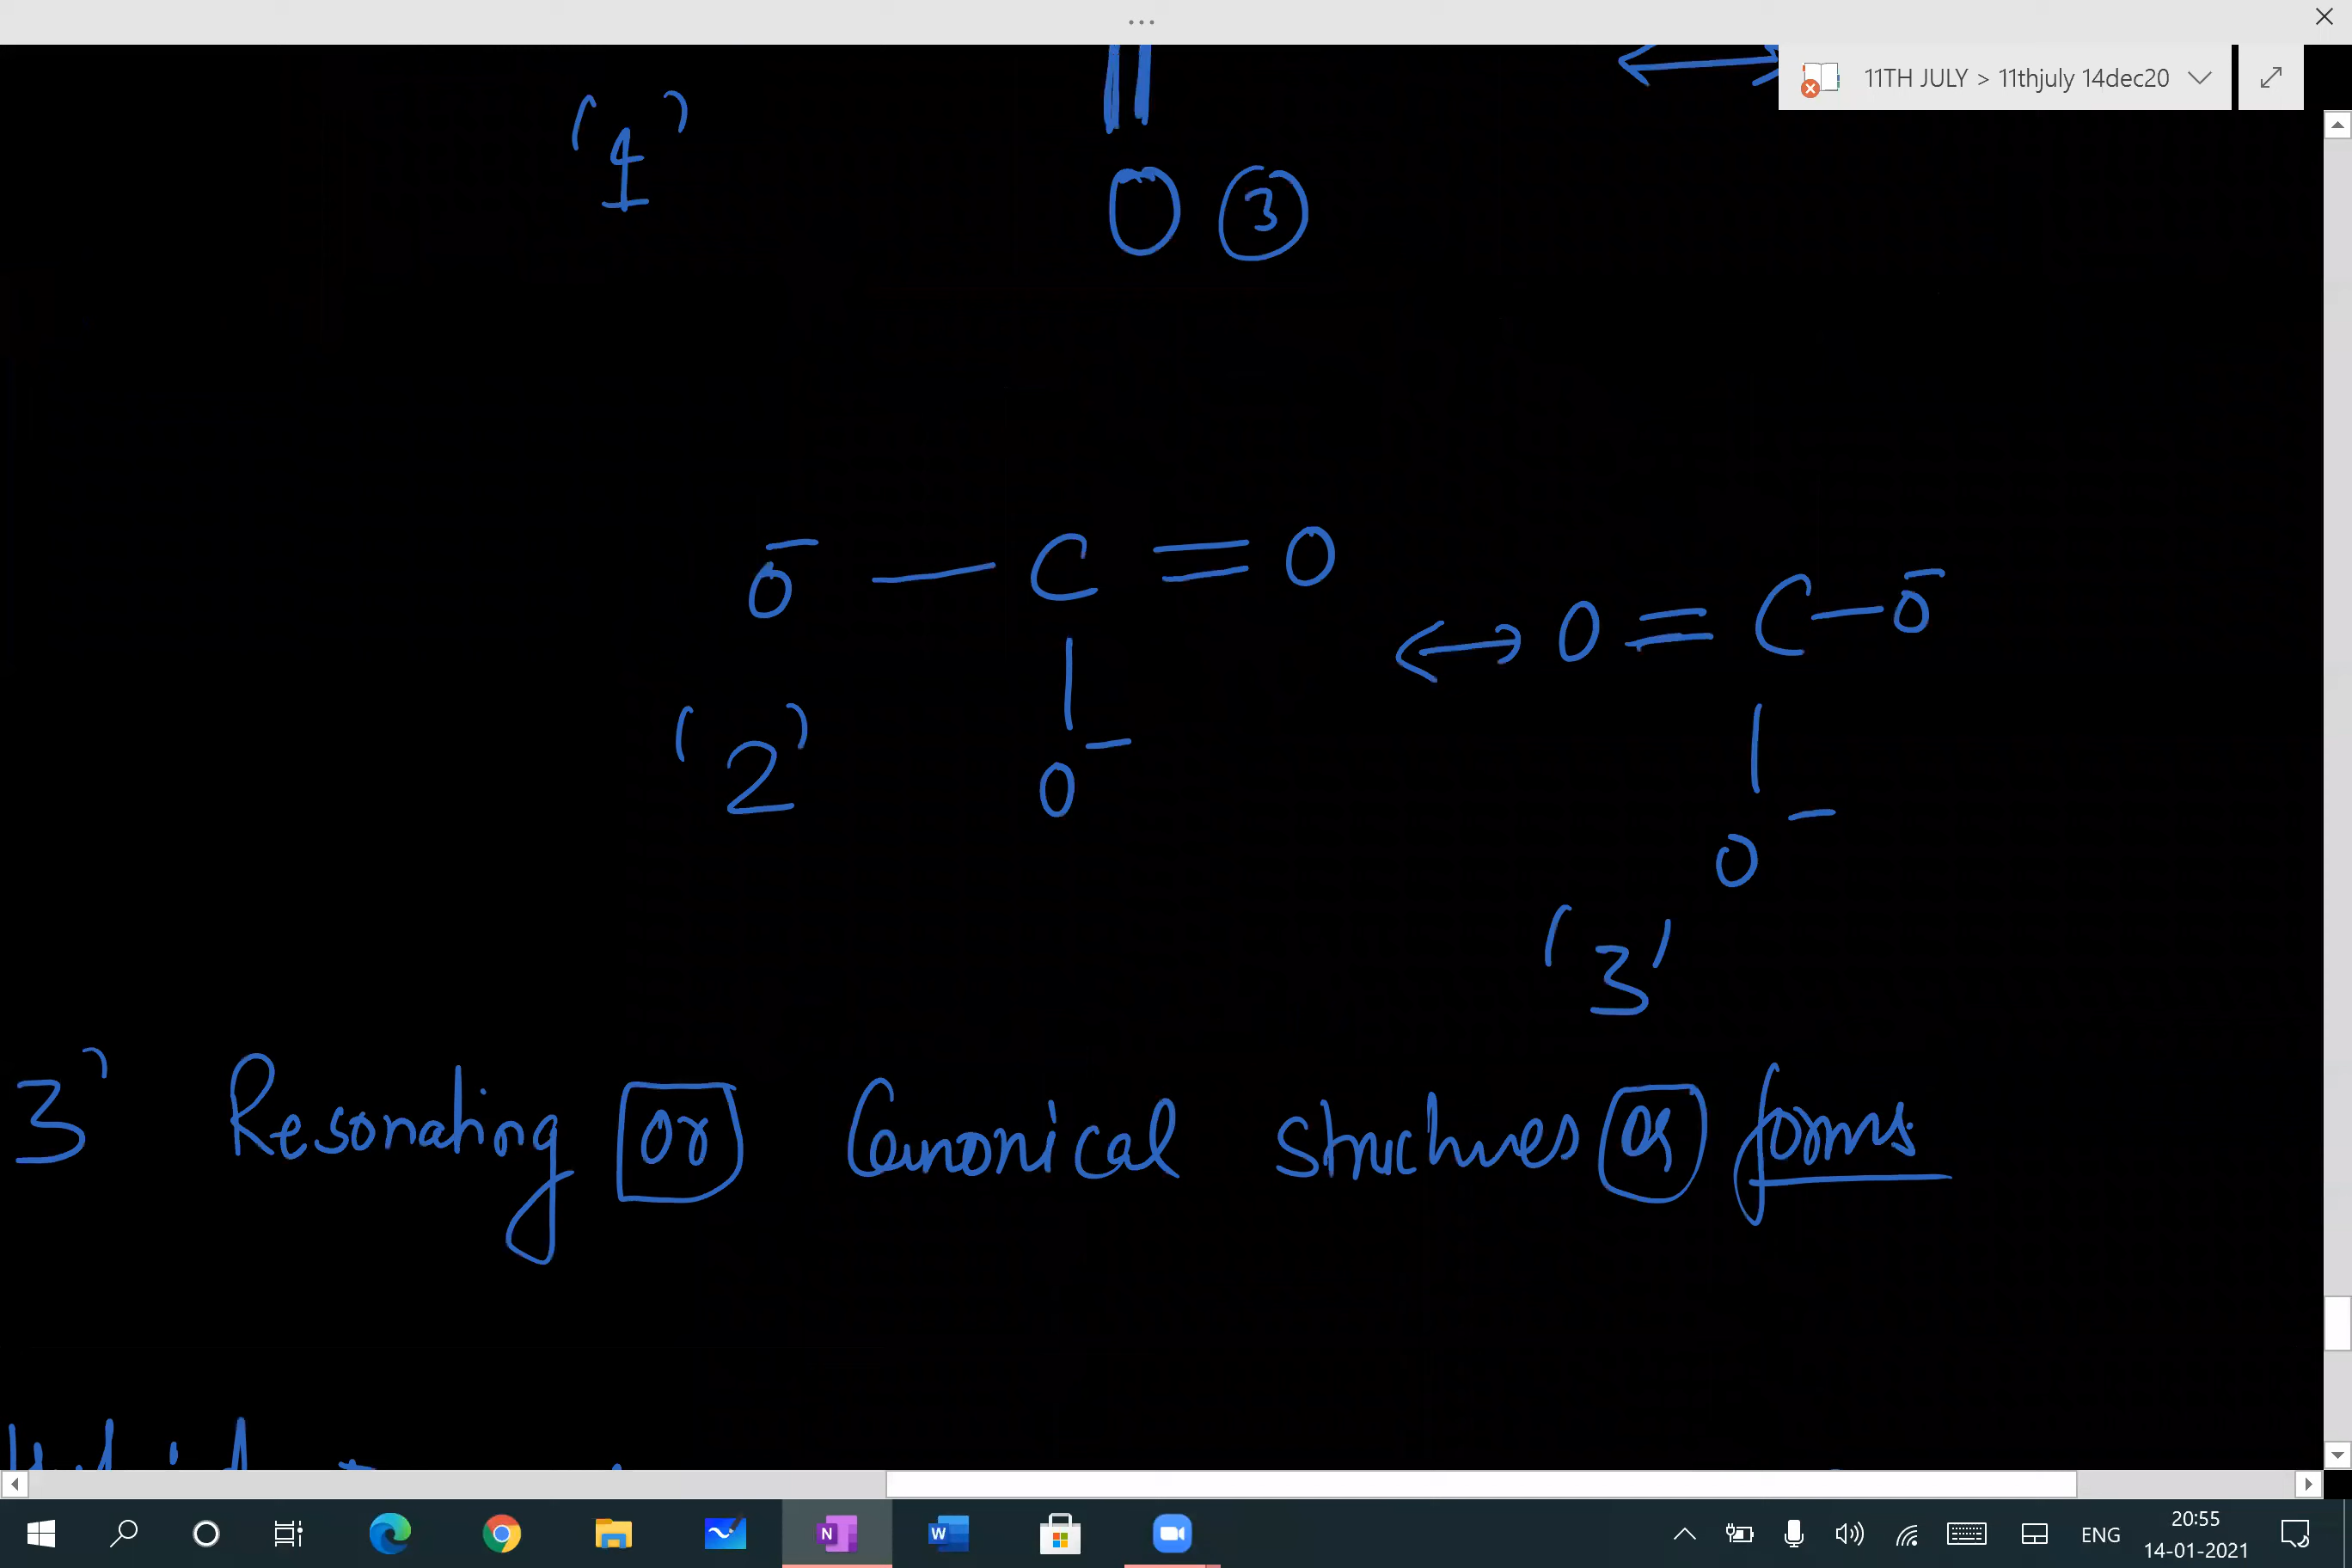 ...
11TH JULY > 11thjury 14dec20
'1'
O ③
O⁻ — C = O ⟷ O = C — O⁻
|
O⁻
|
O⁻
'2'
'3'
3' Resonating or Canonical structures or forms
ENG
20:55
14-01-2021